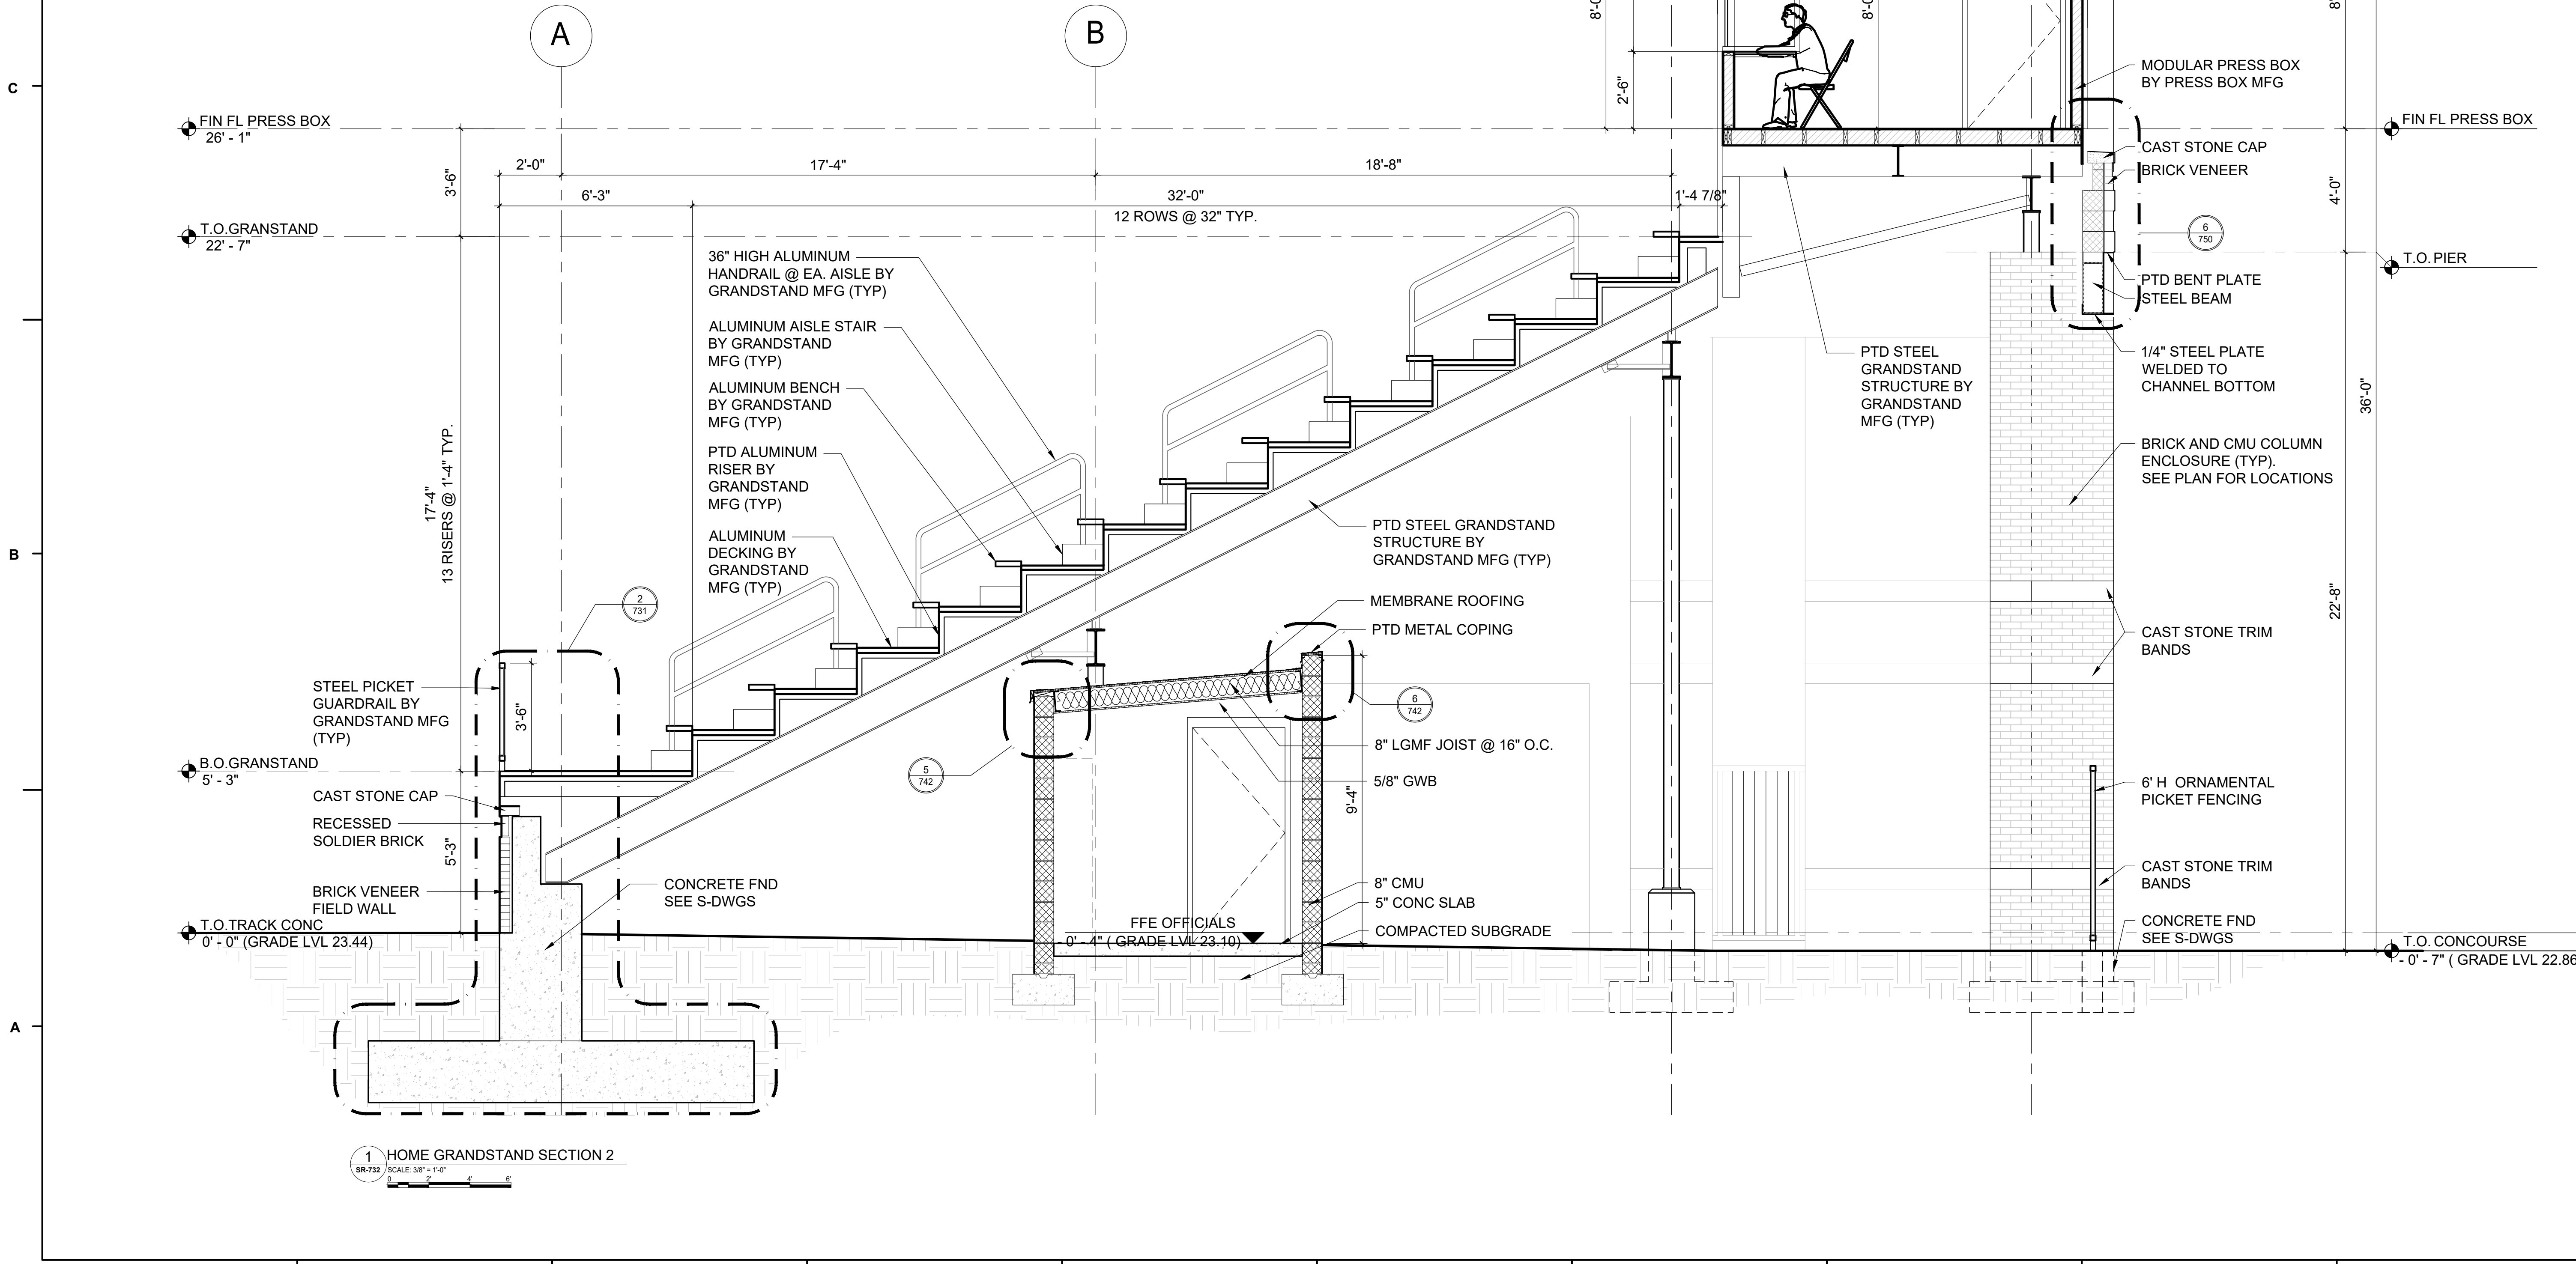 A
B
8'-0"
8'-0"
8'
C
MODULAR PRESS BOX
BY PRESS BOX MFG
2'-6"
FIN FL PRESS BOX
26' - 1"
FIN FL PRESS BOX
CAST STONE CAP
BRICK VENEER
3'-6"
2'-0"
17'-4"
18'-8"
6'-3"
32'-0"
1'-4 7/8"
12 ROWS @ 32" TYP.
4'-0"
T.O.GRANSTAND
22' - 7"
6
750
T.O. PIER
36" HIGH ALUMINUM
HANDRAIL @ EA. AISLE BY
GRANDSTAND MFG (TYP)
PTD BENT PLATE
STEEL BEAM
ALUMINUM AISLE STAIR
BY GRANDSTAND
MFG (TYP)
PTD STEEL
GRANDSTAND
STRUCTURE BY
GRANDSTAND
MFG (TYP)
1/4" STEEL PLATE
WELDED TO
CHANNEL BOTTOM
ALUMINUM BENCH
BY GRANDSTAND
MFG (TYP)
36'-0"
PTD ALUMINUM
RISER BY
GRANDSTAND
MFG (TYP)
BRICK AND CMU COLUMN
ENCLOSURE (TYP).
SEE PLAN FOR LOCATIONS
17'-4"
13 RISERS @ 1'-4" TYP.
B
ALUMINUM
DECKING BY
GRANDSTAND
MFG (TYP)
PTD STEEL GRANDSTAND
STRUCTURE BY
GRANDSTAND MFG (TYP)
2
731
MEMBRANE ROOFING
PTD METAL COPING
22'-8"
CAST STONE TRIM
BANDS
STEEL PICKET
GUARDRAIL BY
GRANDSTAND MFG
(TYP)
3'-6"
6
742
8" LGMF JOIST @ 16" O.C.
5
742
5/8" GWB
B.O.GRANSTAND
5' - 3"
6' H  ORNAMENTAL
PICKET FENCING
CAST STONE CAP
9'-4"
RECESSED
SOLDIER BRICK
5'-3"
CONCRETE FND
SEE S-DWGS
8" CMU
5" CONC SLAB
CAST STONE TRIM
BANDS
BRICK VENEER
FIELD WALL
FFE OFFICIALS
- 0' - 4" ( GRADE LVL 23.10)
COMPACTED SUBGRADE
CONCRETE FND
SEE S-DWGS
T.O.TRACK CONC
0' - 0" (GRADE LVL 23.44)
T.O. CONCOURSE
- 0' - 7" ( GRADE LVL 22.86
A
1
SR-732
HOME GRANDSTAND SECTION 2
SCALE: 3/8" = 1'-0"
0 2' 4' 6'